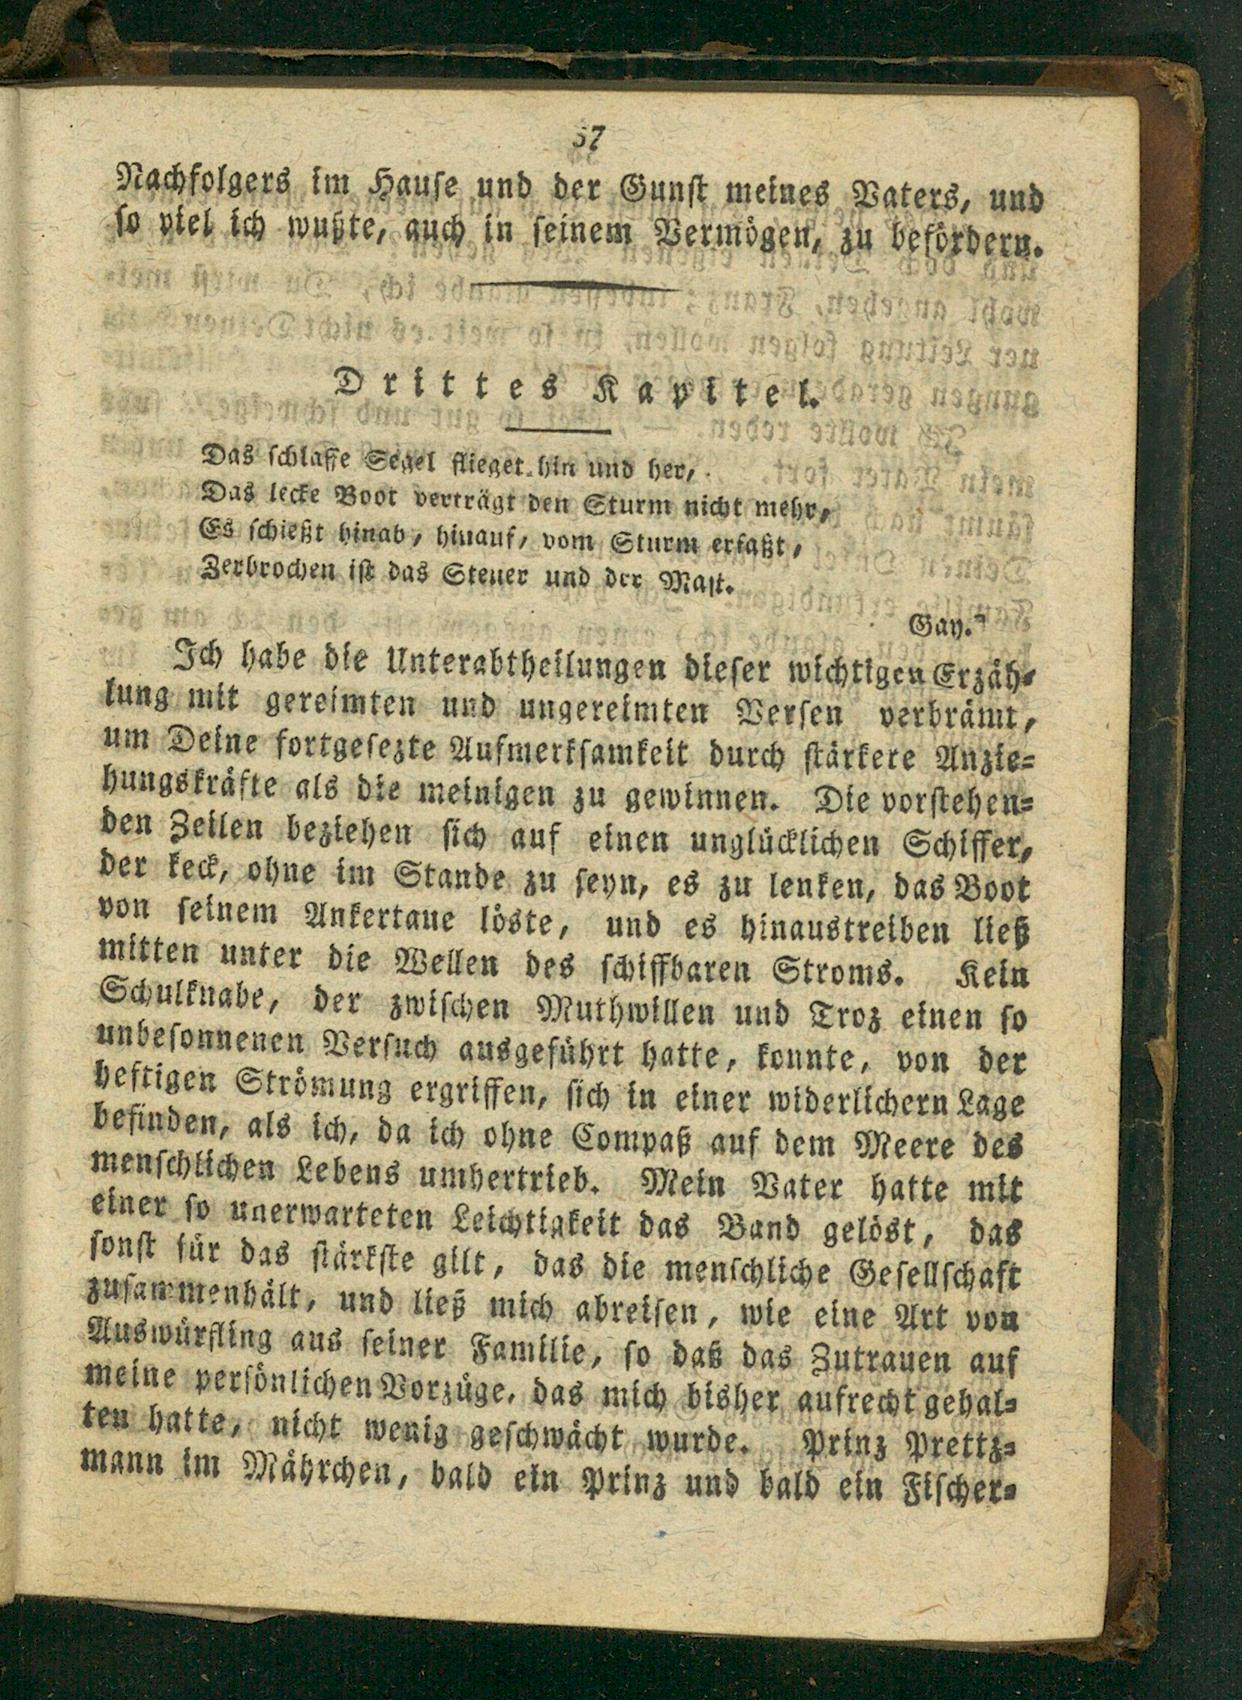 37
Nachfolgers im Hause und der Gunst meines Vaters, und
so viel ich wußte, auch in seinem Vermögen, zu befördern.
Drittes Kapitel.
Das schlaffe Segel flieget hin und her,
Das lecke Boot verträgt den Sturm nicht mehr,
Es schießt hinab, hinauf, vom Sturm erfaßt,
Zerbrochen ist das Steuer und der Mast.
Gay.
Ich habe die Unterabtheilungen dieser wichtigen Erzäh-
lung mit gereimten und ungereimten Versen verbrämt,
um Deine fortgesezte Aufmerksamkeit durch stärkere Anzie-
hungskräfte als die meinigen zu gewinnen. Die vorstehen-
den Zeilen beziehen sich auf einen unglücklichen Schiffer,
der keck, ohne im Stande zu seyn, es zu lenken, das Boot
von seinem Ankertaue löste, und es hinaustreiben ließ
mitten unter die Wellen des schiffbaren Stroms. Kein
Schulknabe, der zwischen Muthwillen und Troz einen so
unbesonnenen Versuch ausgeführt hatte, konnte, von der
heftigen Strömung ergriffen, sich in einer widerlichern Lage
befinden, als ich, da ich ohne Compaß auf dem Meere des
menschlichen Lebens umhertrieb. Mein Vater hatte mit
einer so unerwarteten Leichtigkeit das Band gelöst, das
sonst für das stärkste gilt, das die menschliche Gesellschaft
zusammenhält, und ließ mich abreisen, wie eine Art von
Auswürfling aus seiner Familie, so daß das Zutrauen auf
meine persönlichen Vorzüge, das mich bisher aufrecht gehal-
ten hatte, nicht wenig geschwächt wurde. Prinz Prettz-
mann im Mährchen, bald ein Prinz und bald ein Fischer-